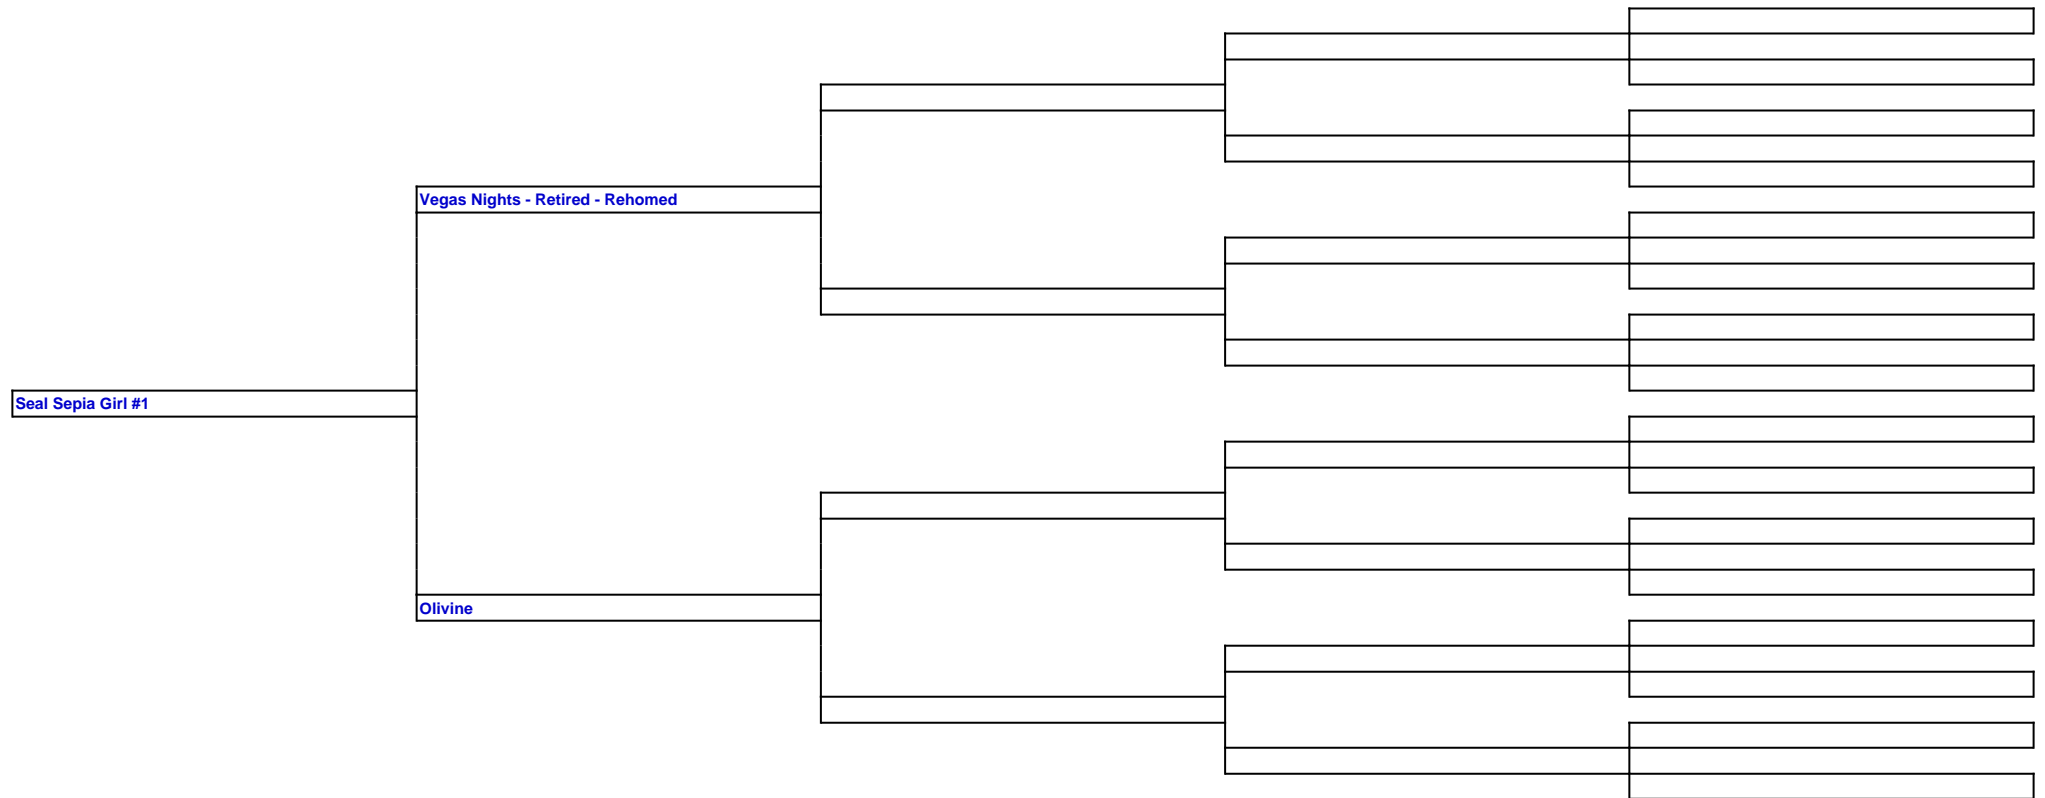 Vegas Nights - Retired - Rehomed
Seal Sepia Girl #1
Olivine